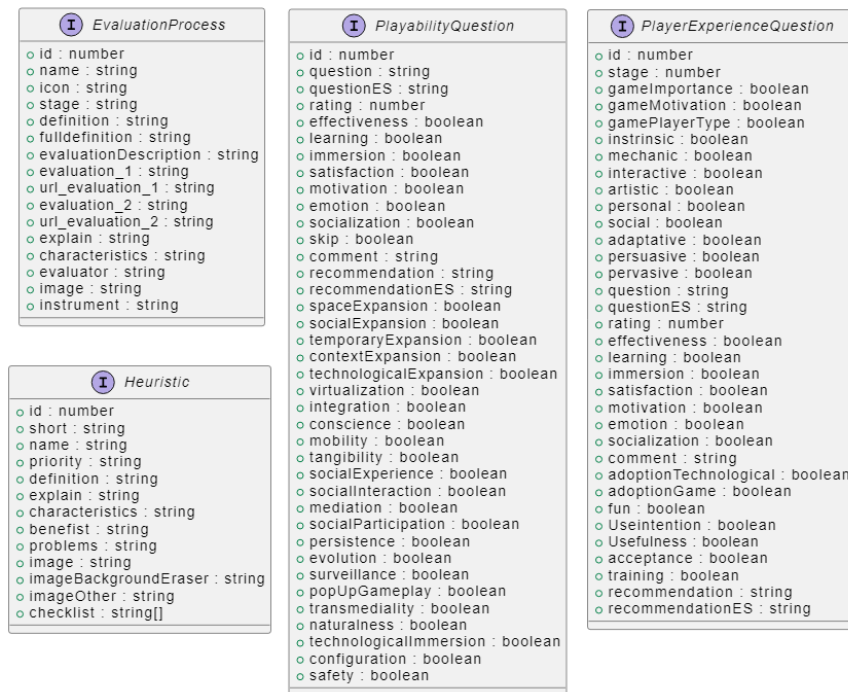 I EvaluationProcess
id : number
name : string
icon : string
stage : string
definition : string
fulldefinition : string
evaluationDescription : string
evaluation_1 : string
url_evaluation_1 : string
evaluation_2 : string
url_evaluation_2 : string
explain : string
characteristics : string
evaluator : string
image : string
instrument : string
I Heuristic
id : number
short : string
name : string
priority : string
definition : string
explain : string
characteristics : string
benefist : string
problems : string
image : string
imageBackgroundEraser : string
imageOther : string
checklist : string[]
I PlayabilityQuestion
id : number
question : string
questionES : string
rating : number
effectiveness : boolean
learning : boolean
immersion : boolean
satisfaction : boolean
motivation : boolean
emotion : boolean
socialization : boolean
skip : boolean
comment : string
recommendation : string
recommendationES : string
spaceExpansion : boolean
socialExpansion : boolean
temporaryExpansion : boolean
contextExpansion : boolean
technologicalExpansion : boolean
virtualization : boolean
integration : boolean
conscience : boolean
mobility : boolean
tangibility : boolean
socialExperience : boolean
socialInteraction : boolean
mediation : boolean
socialParticipation : boolean
persistence : boolean
evolution : boolean
surveillance : boolean
popUpGameplay : boolean
transmediality : boolean
naturalness : boolean
technologicalImmersion : boolean
configuration : boolean
safety : boolean
I PlayerExperienceQuestion
id : number
stage : number
gameImportance : boolean
gameMotivation : boolean
gamePlayerType : boolean
instrinsic : boolean
mechanic : boolean
interactive : boolean
artistic : boolean
personal : boolean
social : boolean
adaptative : boolean
persuasive : boolean
pervasive : boolean
question : string
questionES : string
rating : number
effectiveness : boolean
learning : boolean
immersion : boolean
satisfaction : boolean
motivation : boolean
emotion : boolean
socialization : boolean
comment : string
adoptionTechnological : boolean
adoptionGame : boolean
fun : boolean
Useintention : boolean
Usefulness : boolean
acceptance : boolean
training : boolean
recommendation : string
recommendationES : string